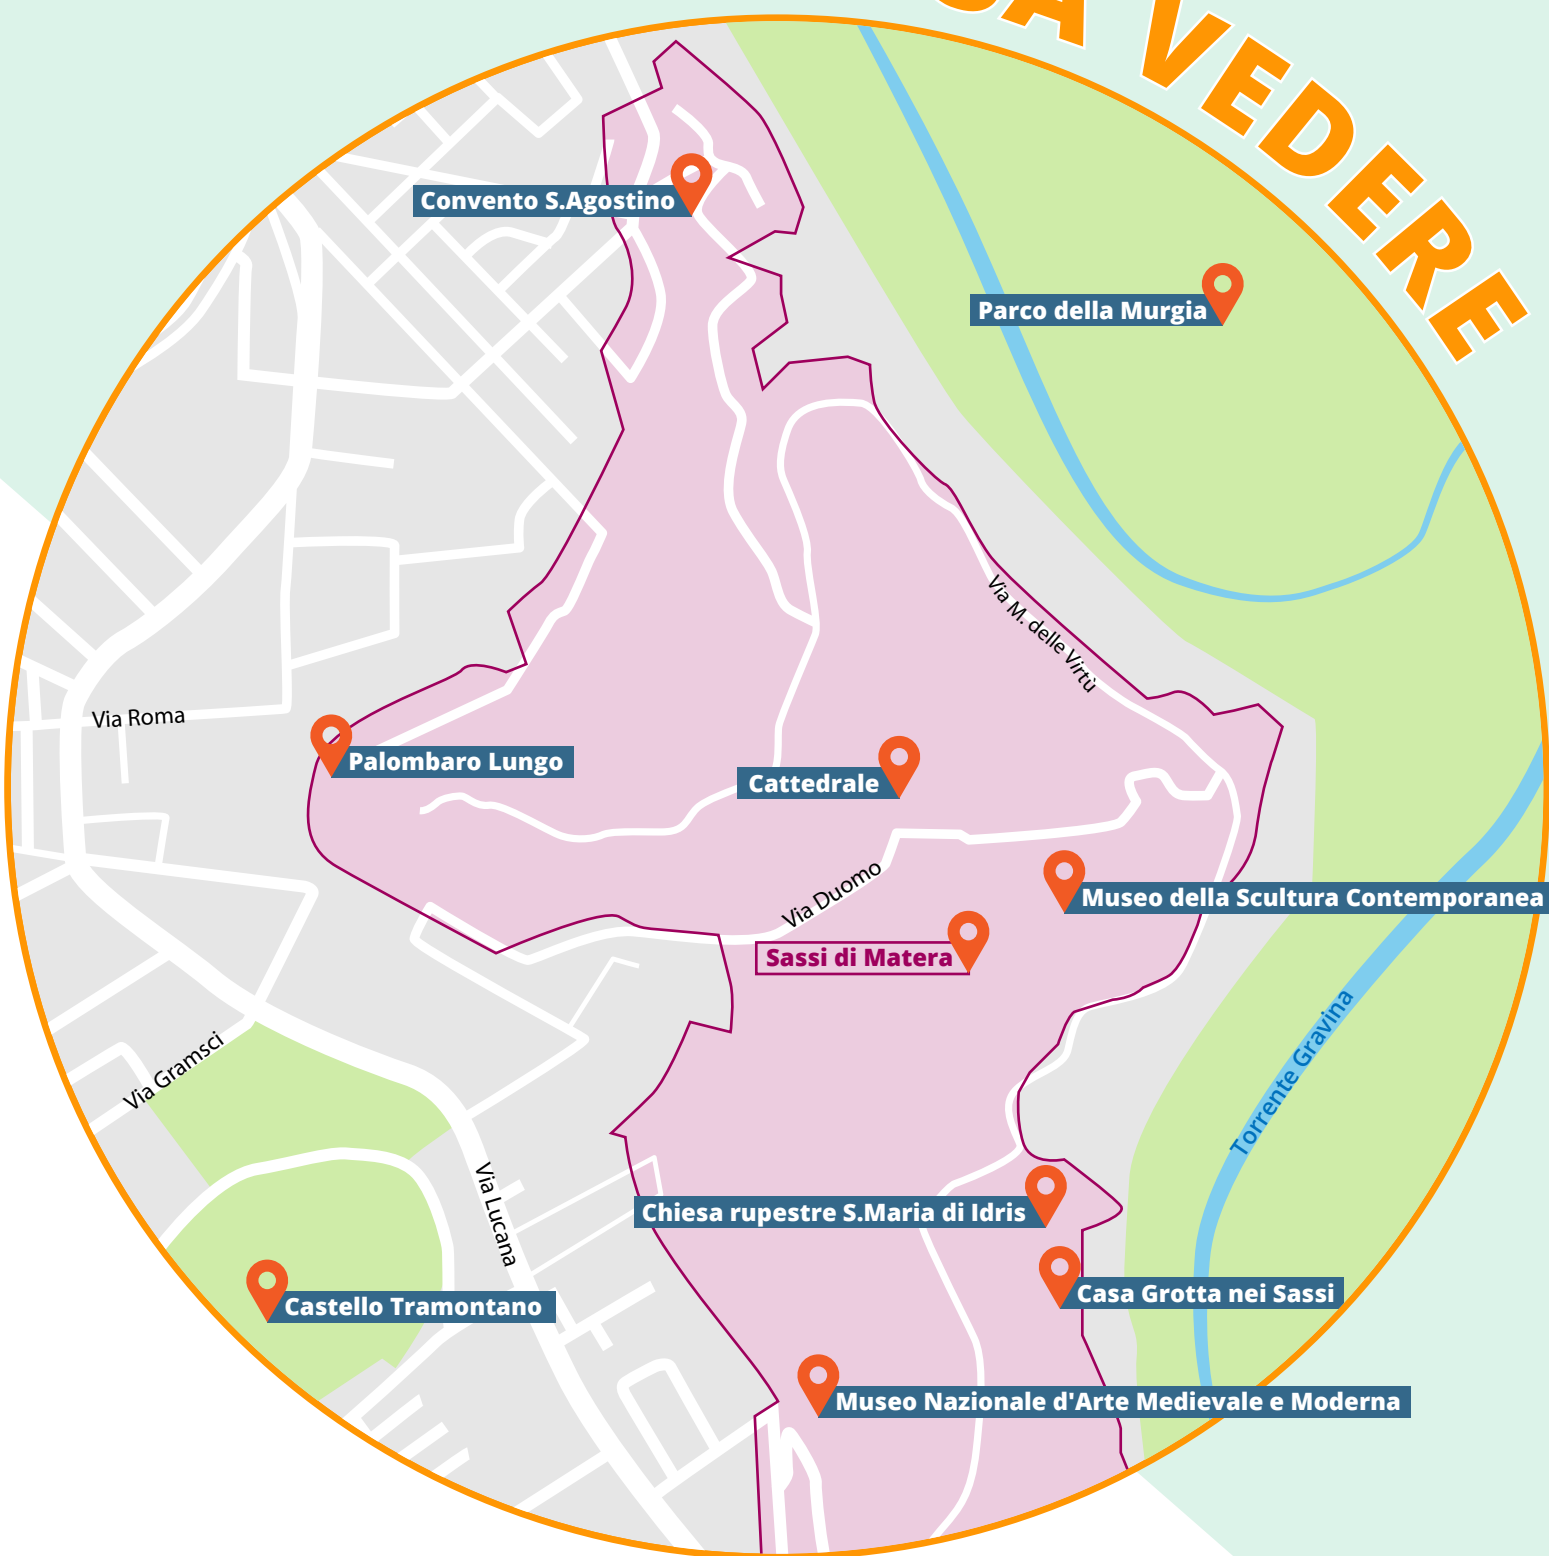 VEDERE
Convento S.Agostino
Parco della Murgia
Via M. delle Virtù
Via Roma
Palombaro Lungo
Cattedrale
Via Duomo
Museo della Scultura Contemporanea
Sassi di Matera
Torrente Gravina
Via Gramsci
Via Lucana
Chiesa rupestre S.Maria di Idris
Casa Grotta nei Sassi
Castello Tramontano
Museo Nazionale d'Arte Medievale e Moderna